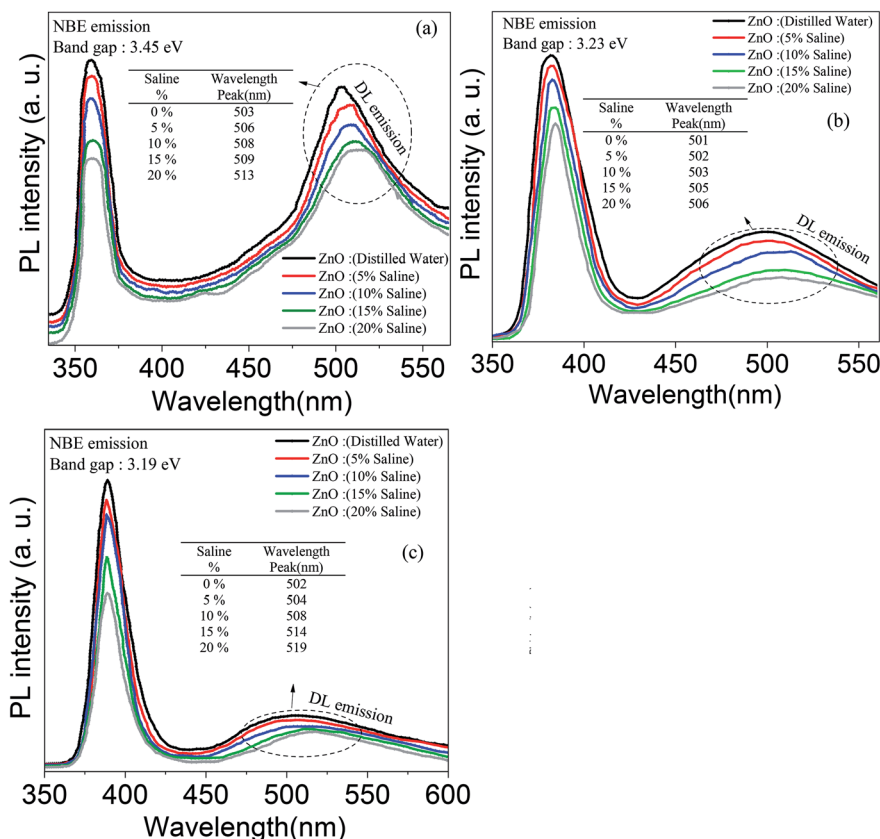 NBE emission
Band gap : 3.45 eV
(a)
Saline Wavelength
% Peak(nm)
0 % 503
5 % 506
10 % 508
15 % 509
20 % 513
DL emission
ZnO :(Distilled Water)
ZnO :(5% Saline)
ZnO :(10% Saline)
ZnO :(15% Saline)
ZnO :(20% Saline)
PL intensity (a. u.)
350 400 450 500 550
Wavelength(nm)
NBE emission
Band gap : 3.23 eV
ZnO :(Distilled Water)
ZnO :(5% Saline)
ZnO :(10% Saline)
ZnO :(15% Saline)
ZnO :(20% Saline)
(b)
Saline Wavelength
% Peak(nm)
0 % 501
5 % 502
10 % 503
15 % 505
20 % 506
DL emission
PL intensity (a. u.)
350 400 450 500 550
Wavelength(nm)
NBE emission
Band gap : 3.19 eV
ZnO :(Distilled Water)
ZnO :(5% Saline)
ZnO :(10% Saline)
ZnO :(15% Saline)
ZnO :(20% Saline)
(c)
Saline Wavelength
% Peak(nm)
0 % 502
5 % 504
10 % 508
15 % 514
20 % 519
DL emission
PL intensity (a. u.)
350 400 450 500 550 600
Wavelength(nm)